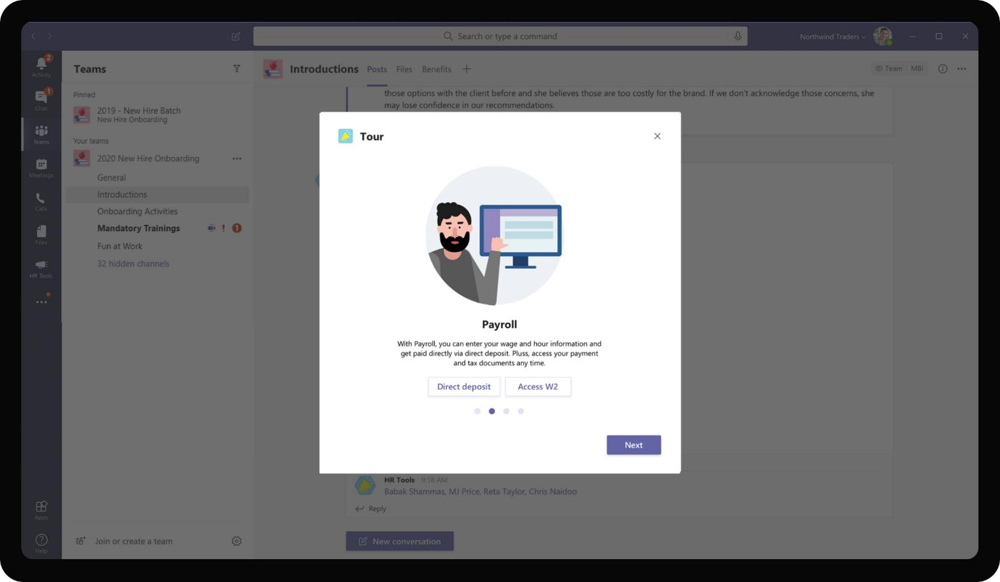 Search or type a command
Northwind Traders
2
Activity
1
Chat
Teams
Meetings
Calls
Files
HR Tools
Apps
Help
Teams
Pinned
2019 - New Hire Batch
New Hire Onboarding
Your teams
2020 New Hire Onboarding
General
Introductions
Onboarding Activities
Mandatory Trainings ! 1
Fun at Work
32 hidden channels
Join or create a team
Introductions Posts Files Benefits
Team MBI
those options with the client before and she believes those are too costly for the brand. If we don't acknowledge those concerns, she
may lose confidence in our recommendations.
Tour
Payroll
With Payroll, you can enter your wage and hour information and
get paid directly via direct deposit. Pluss, access your payment
and tax documents any time.
Direct deposit Access W2
Next
HR Tools 9:18 AM
Babak Shammas, MJ Price, Reta Taylor, Chris Naidoo
Reply
New conversation